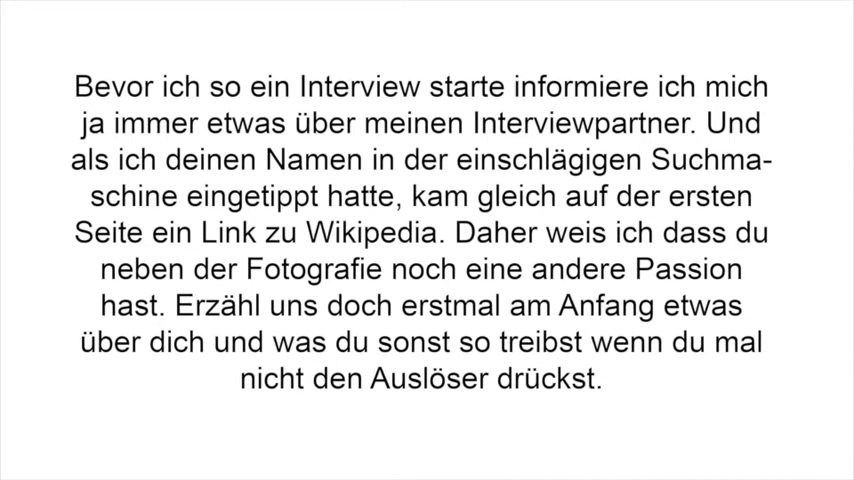 Bevor ich so ein Interview starte informiere ich mich
ja immer etwas über meinen Interviewpartner. Und
als ich deinen Namen in der einschlägigen Suchma-
schine eingetippt hatte, kam gleich auf der ersten
Seite ein Link zu Wikipedia. Daher weis ich dass du
neben der Fotografie noch eine andere Passion
hast. Erzähl uns doch erstmal am Anfang etwas
über dich und was du sonst so treibst wenn du mal
nicht den Auslöser drückst.